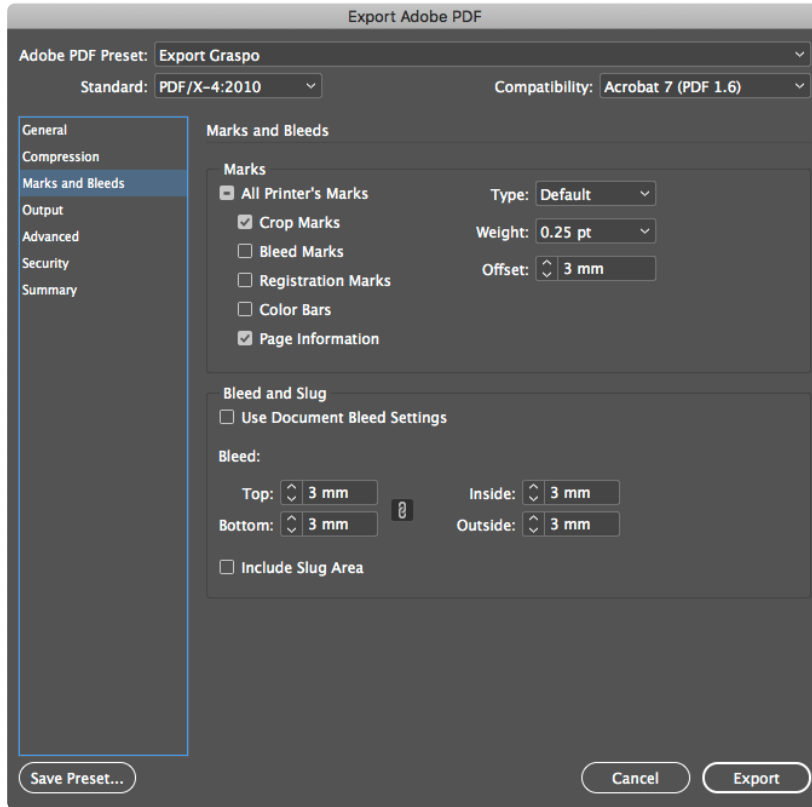 Export Adobe PDF
Adobe PDF Preset: Export Graspo
Standard: PDF/X-4:2010 Compatibility: Acrobat 7 (PDF 1.6)
General
Compression
Marks and Bleeds
Output
Advanced
Security
Summary
Marks and Bleeds
Marks
All Printer's Marks
Crop Marks
Bleed Marks
Registration Marks
Color Bars
Page Information
Type: Default
Weight: 0.25 pt
Offset: 3 mm
Bleed and Slug
Use Document Bleed Settings
Bleed:
Top: 3 mm Inside: 3 mm
Bottom: 3 mm Outside: 3 mm
Include Slug Area
Save Preset... Cancel Export